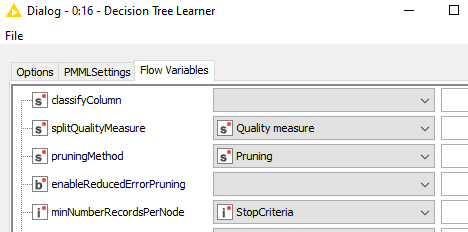 Dialog - 0:16 - Decision Tree Learner
File
Options PMMLSettings Flow Variables
s classifyColumn
s splitQualityMeasure s Quality measure
s pruningMethod s Pruning
b enableReducedErrorPruning
i minNumberRecordsPerNode i StopCriteria